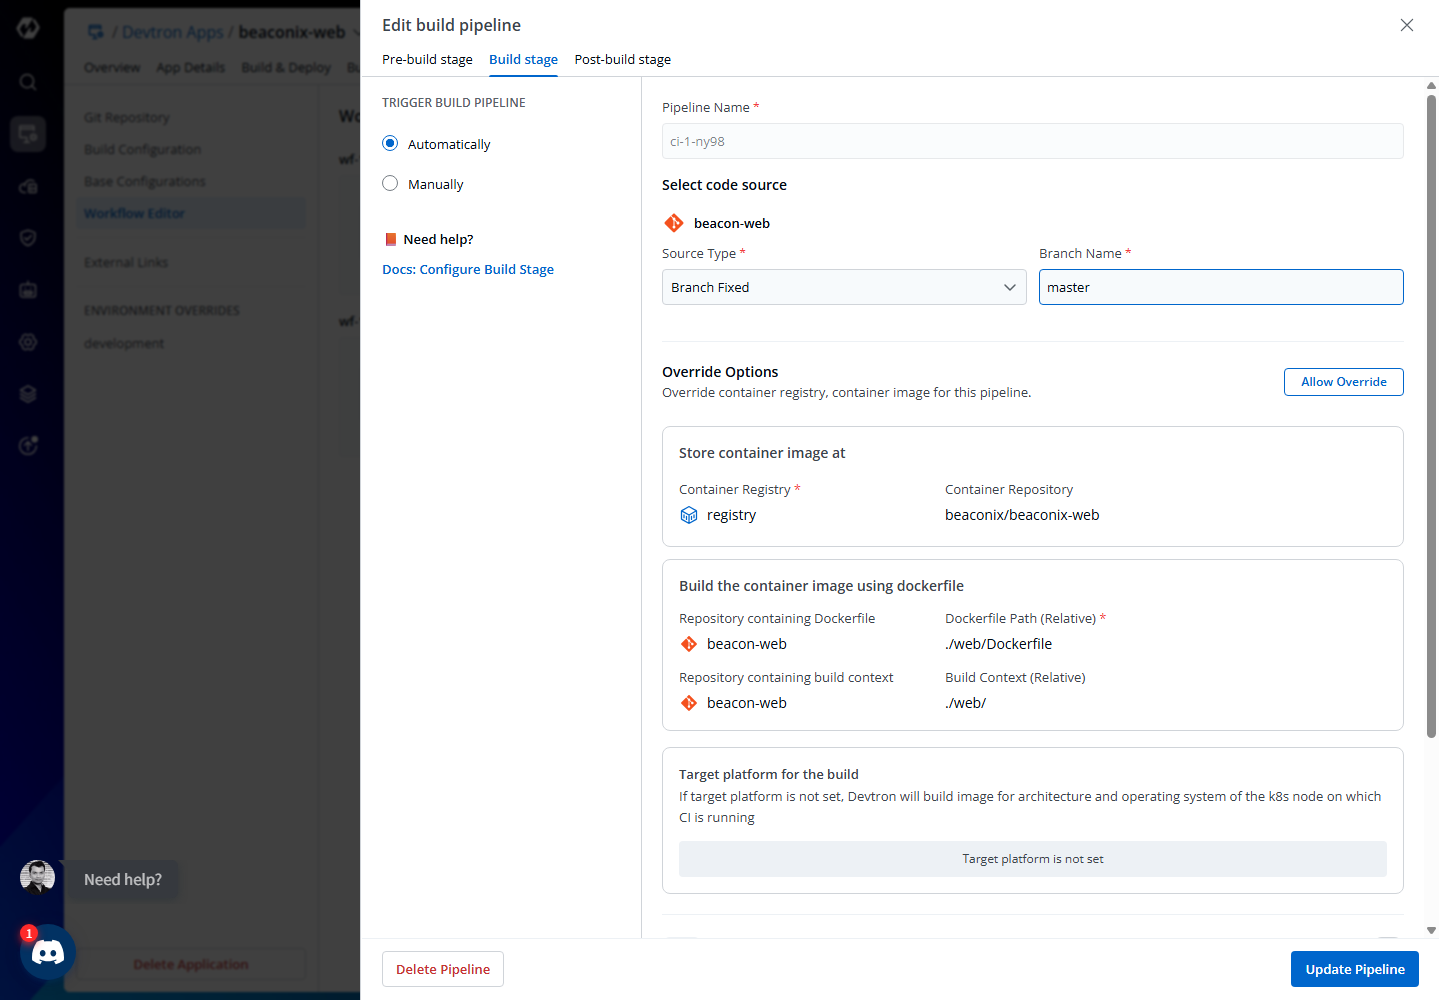 / Devtron Apps / beaconix-web
Overview App Details Build & Deploy Bu
Git Repository
Build Configuration
Base Configurations
Workflow Editor
External Links
ENVIRONMENT OVERRIDES
development
Wo
wf-
wf-
Need help?
1
Delete Application
Edit build pipeline
Pre-build stage Build stage Post-build stage
TRIGGER BUILD PIPELINE
Automatically
Manually
Need help?
Docs: Configure Build Stage
Pipeline Name *
ci-1-ny98
Select code source
beacon-web
Source Type * Branch Name *
Branch Fixed master
Override Options
Override container registry, container image for this pipeline.
Allow Override
Store container image at
Container Registry * Container Repository
registry beaconix/beaconix-web
Build the container image using dockerfile
Repository containing Dockerfile Dockerfile Path (Relative) *
beacon-web ./web/Dockerfile
Repository containing build context Build Context (Relative)
beacon-web ./web/
Target platform for the build
If target platform is not set, Devtron will build image for architecture and operating system of the k8s node on which
CI is running
Target platform is not set
Delete Pipeline Update Pipeline